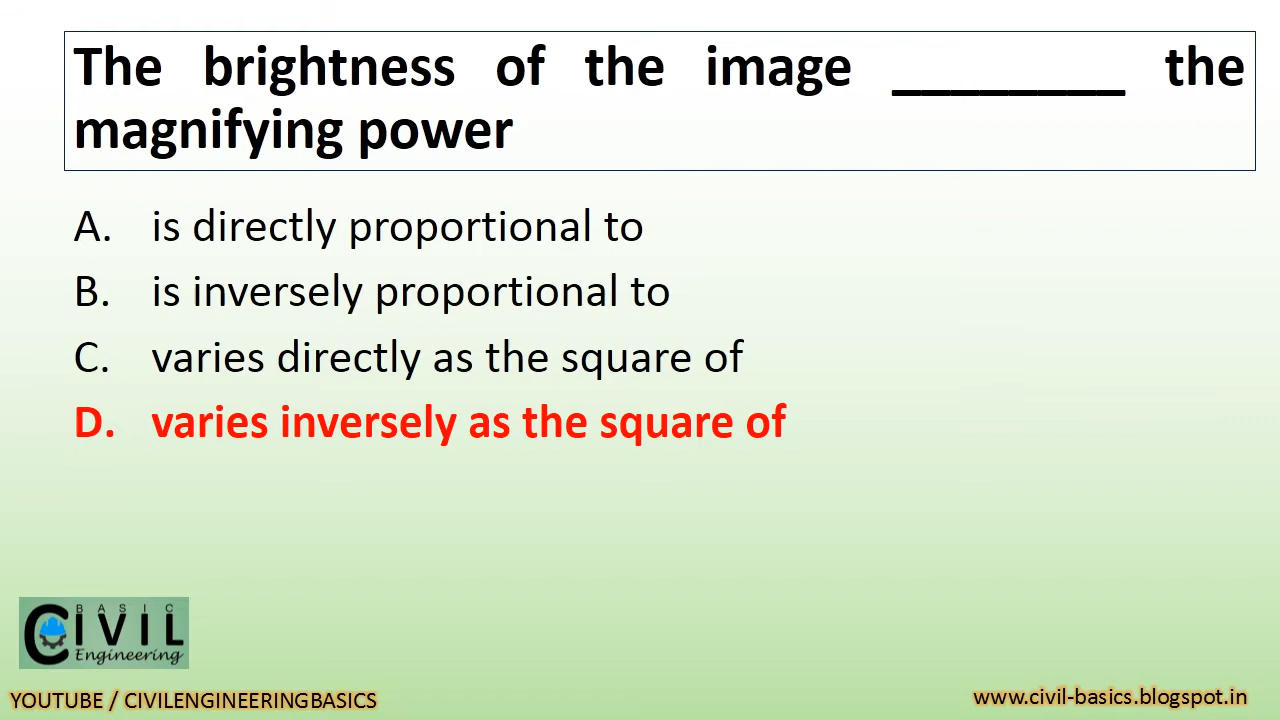 The brightness of the image ________ the
magnifying power
A. is directly proportional to
B. is inversely proportional to
C. varies directly as the square of
D. varies inversely as the square of
BASIC
CIVIL
Engineering
YOUTUBE / CIVILENGINEERINGBASICS
www.civil-basics.blogspot.in